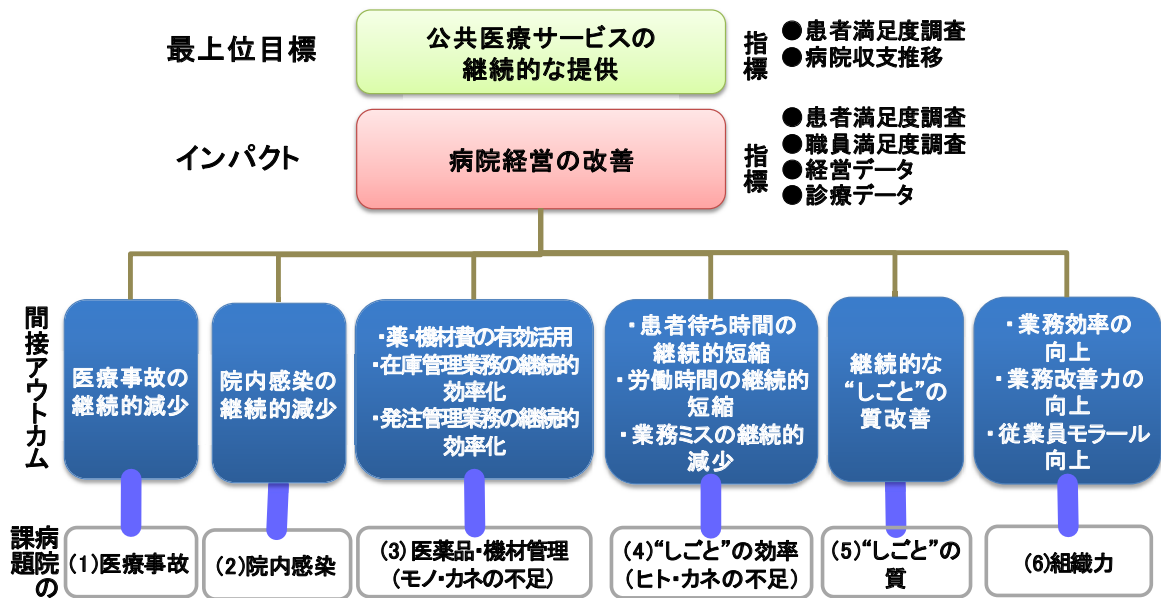 最上位目標
公共医療サービスの
継続的な提供
指標
●患者満足度調査
●病院収支推移
インパクト
病院経営の改善
指標
●患者満足度調査
●職員満足度調査
●経営データ
●診療データ
間接アウトカム
医療事故の
継続的減少
院内感染の
継続的減少
・薬・機材費の有効活用
・在庫管理業務の継続的
効率化
・発注管理業務の継続的
効率化
・患者待ち時間の
継続的短縮
・労働時間の継続的
短縮
・業務ミスの継続的
減少
継続的な
“しごと”の
質改善
・業務効率の
向上
・業務改善力の
向上
・従業員モラール
向上
病院の
課題
(1)医療事故
(2)院内感染
(3)医薬品・機材管理
(モノ・カネの不足)
(4)“しごと”の効率
(ヒト・カネの不足)
(5)“しごと”の
質
(6)組織力